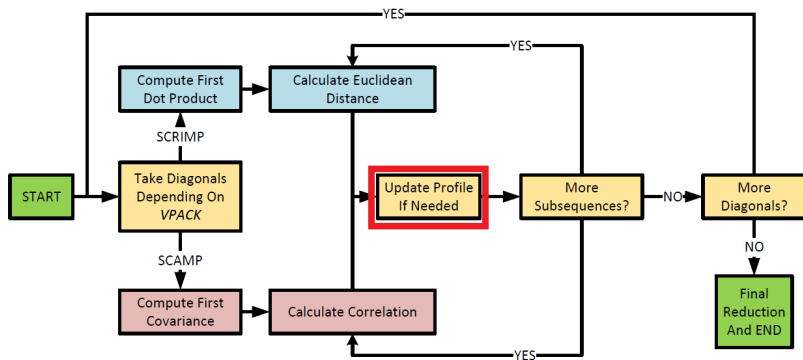 YES
YES
Compute First
Dot Product
Calculate Euclidean
Distance
SCRIMP
START
Take Diagonals
Depending On
VPACK
Update Profile
If Needed
More
Subsequences?
NO
More
Diagonals?
SCAMP
NO
Compute First
Covariance
Calculate Correlation
Final
Reduction
And END
YES